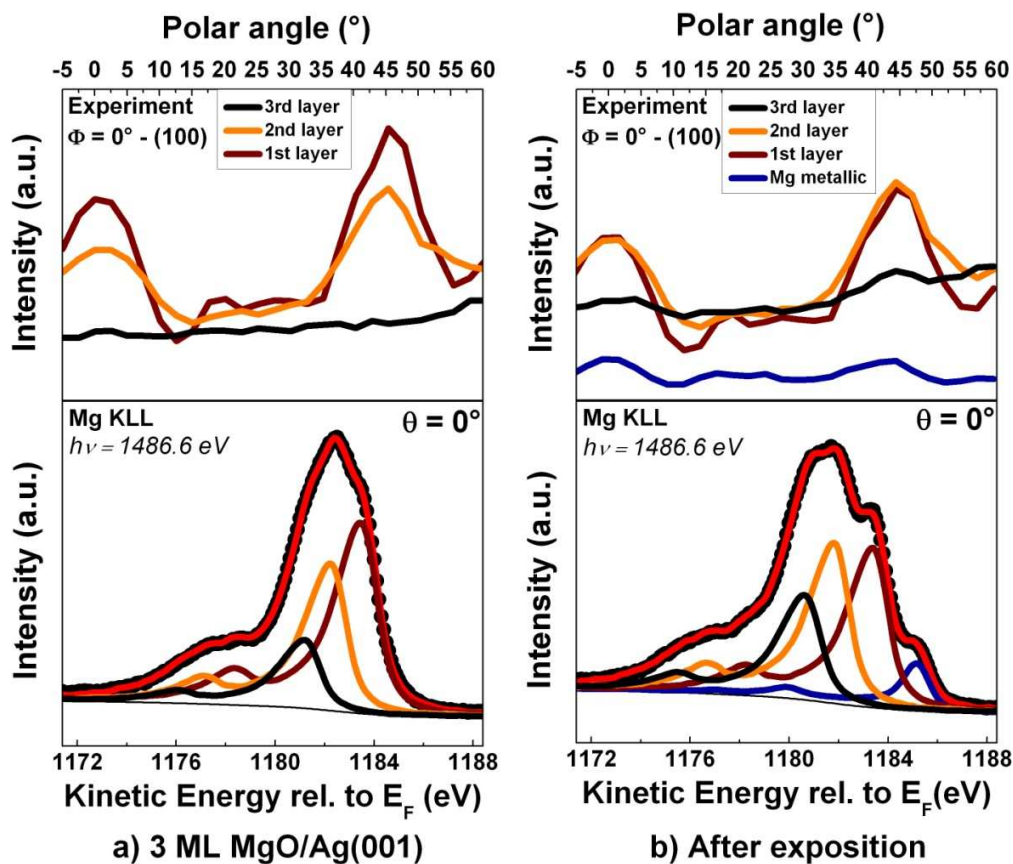 Polar angle (°)
-5 0 5 10 15 20 25 30 35 40 45 50 55 60
Experiment
Φ = 0° - (100)
3rd layer
2nd layer
1st layer
Intensity (a.u.)
Mg KLL
hν = 1486.6 eV
θ = 0°
Intensity (a.u.)
1172 1176 1180 1184 1188
Kinetic Energy rel. to E_F (eV)
a) 3 ML MgO/Ag(001)
Polar angle (°)
-5 0 5 10 15 20 25 30 35 40 45 50 55 60
Experiment
Φ = 0° - (100)
3rd layer
2nd layer
1st layer
Mg metallic
Intensity (a.u.)
Mg KLL
hν = 1486.6 eV
θ = 0°
Intensity (a.u.)
1172 1176 1180 1184 1188
Kinetic Energy rel. to E_F (eV)
b) After exposition